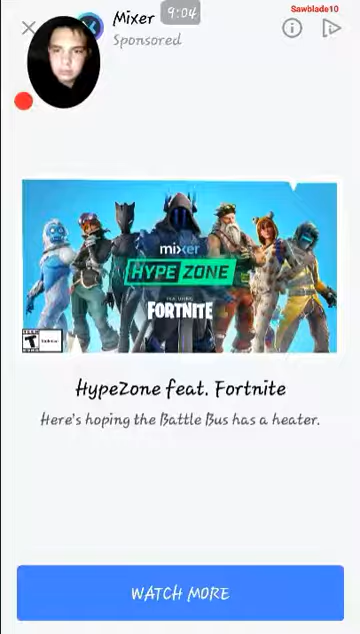 Sawblade10
Mixer
9:04
Sponsored
mixer
HYPE ZONE
FORTNITE
T
HypeZone feat. Fortnite
Here's hoping the Battle Bus has a heater.
WATCH MORE